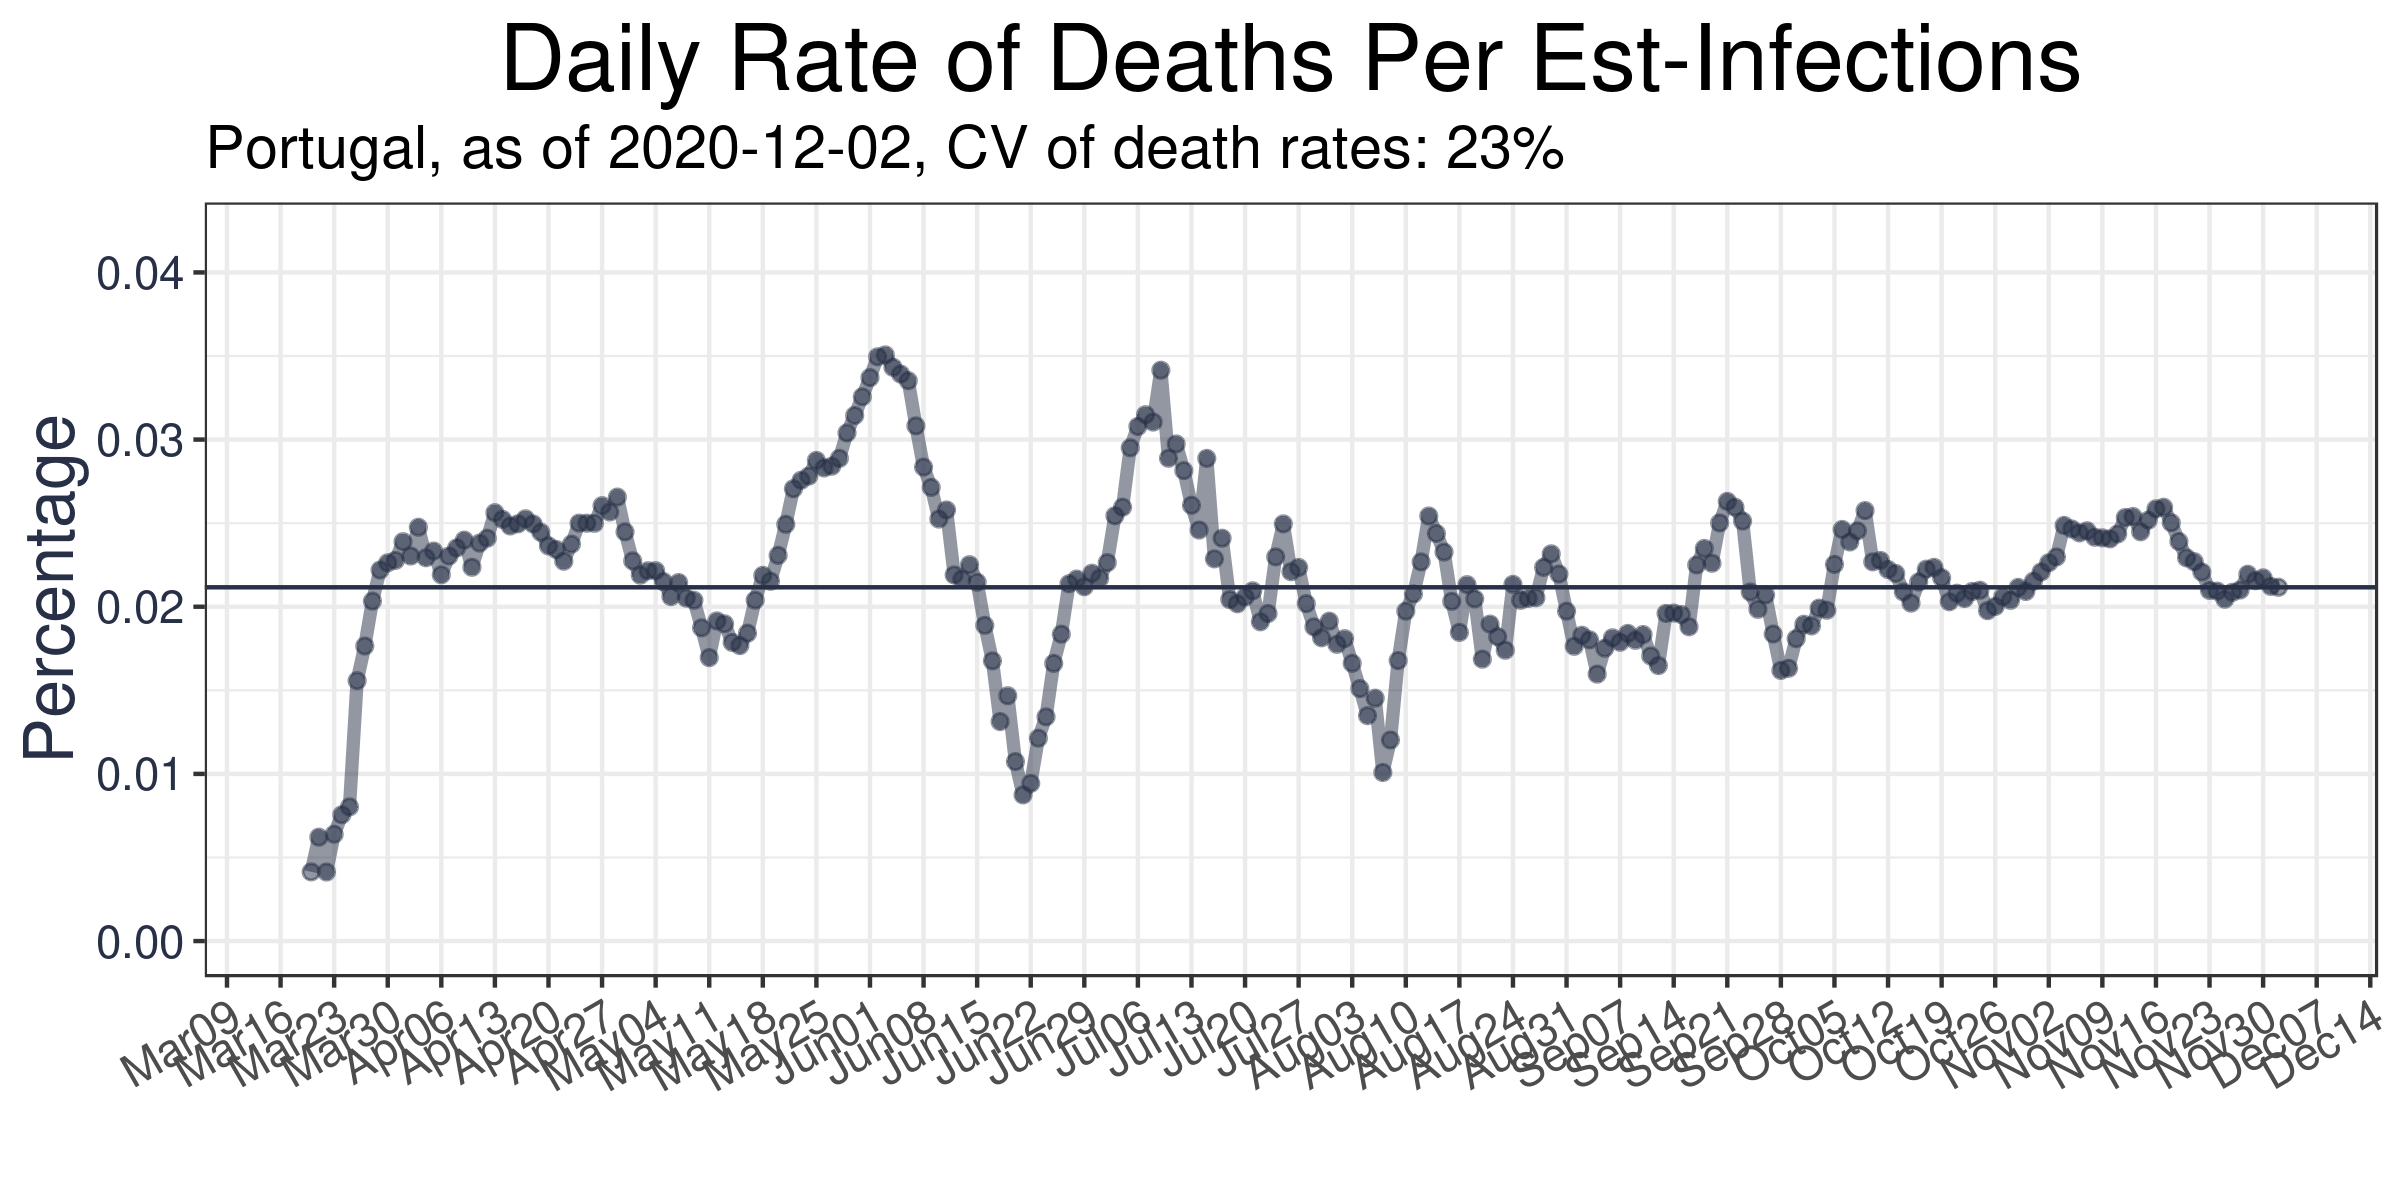 Daily Rate of Deaths Per Est-Infections
Portugal, as of 2020-12-02, CV of death rates: 23%
Percentage
0.04
0.03
0.02
0.01
0.00
Mar09
Mar16
Mar23
Mar30
Apr06
Apr13
Apr20
Apr27
May04
May11
May18
May25
Jun01
Jun08
Jun15
Jun22
Jun29
Jul06
Jul13
Jul20
Jul27
Aug03
Aug10
Aug17
Aug24
Aug31
Sep07
Sep14
Sep21
Sep28
Oct05
Oct12
Oct19
Oct26
Nov02
Nov09
Nov16
Nov23
Nov30
Dec07
Dec14